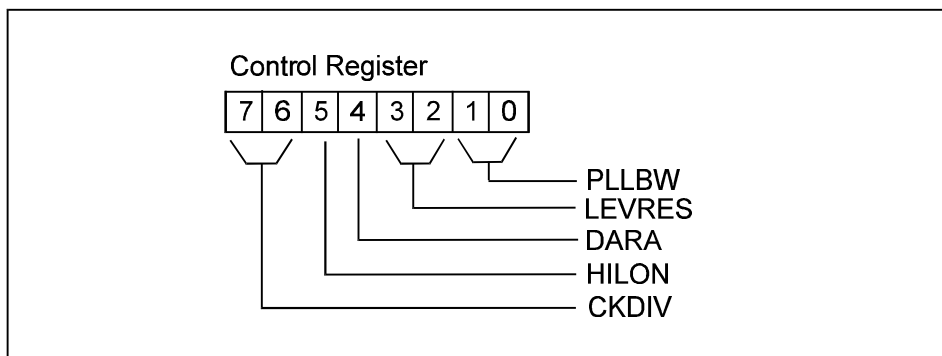 Control Register
7 6 5 4 3 2 1 0
PLLBW
LEVRES
DARA
HILON
CKDIV